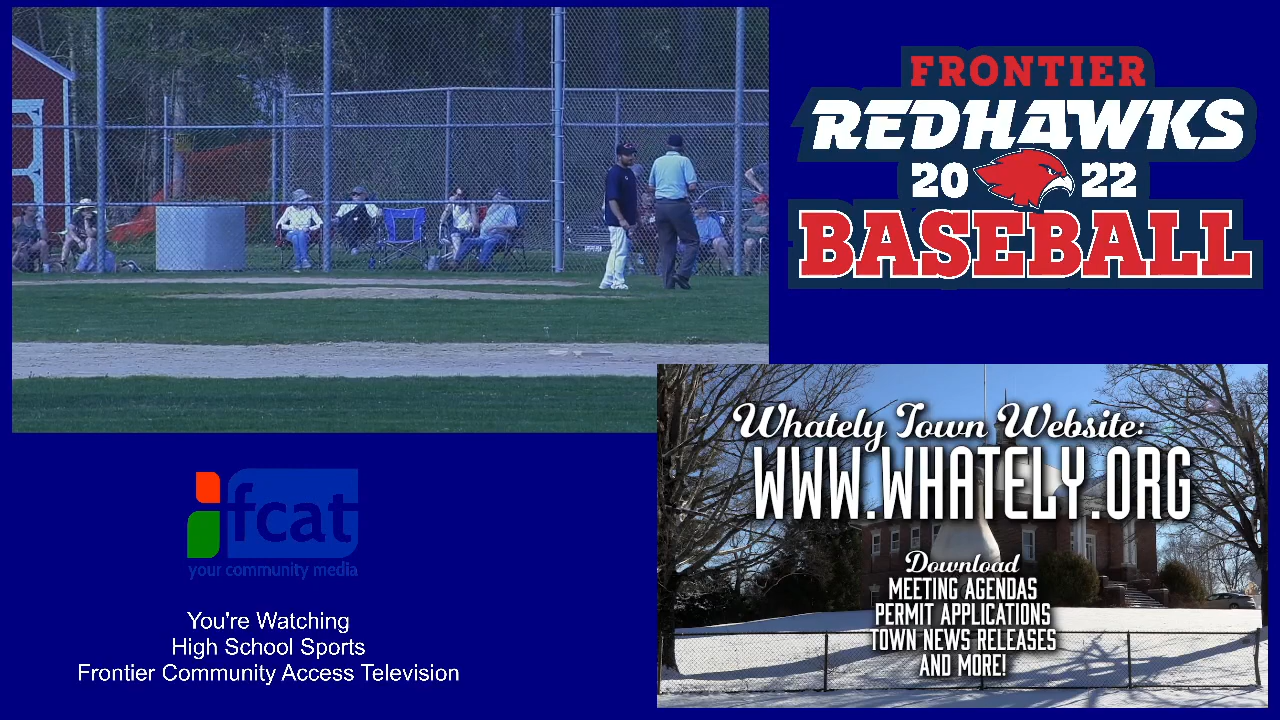 FRONTIER
REDHAWKS
20 22
BASEBALL
Whately Town Website:
WWW.WHATELY.ORG
Download
MEETING AGENDAS
PERMIT APPLICATIONS
TOWN NEWS RELEASES
AND MORE!
fcat
your community media
You're Watching
High School Sports
Frontier Community Access Television